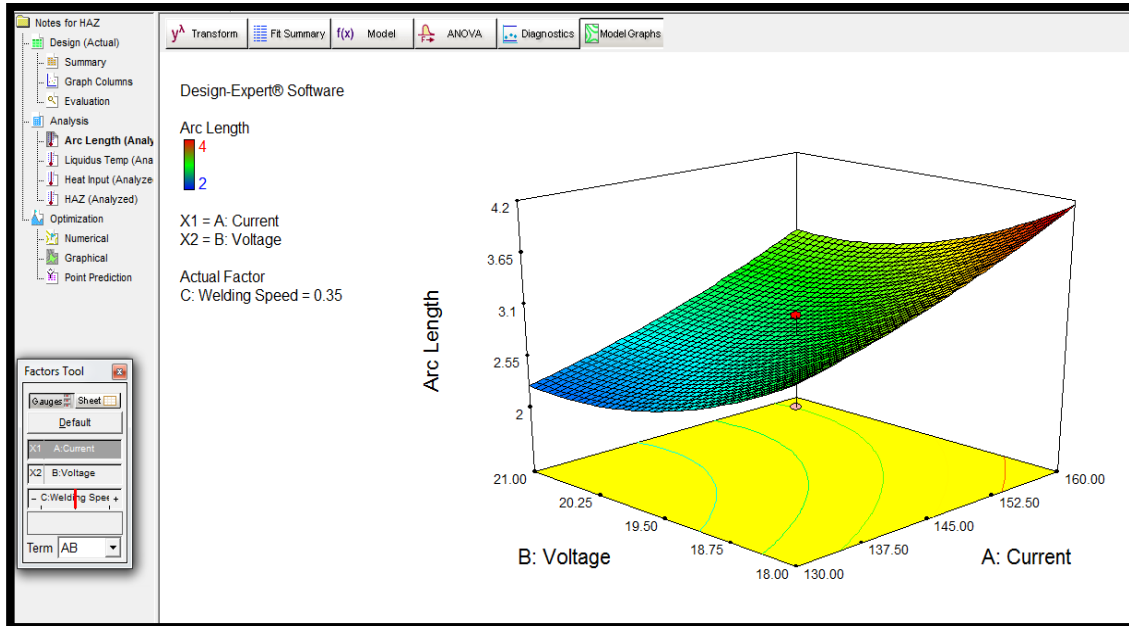 Notes for HAZ
Design (Actual)
Summary
Graph Columns
Evaluation
Analysis
Arc Length (Analy
Liquidus Temp (Ana
Heat Input (Analyze
HAZ (Analyzed)
Optimization
Numerical
Graphical
Point Prediction
Factors Tool
Gauges Sheet
Default
X1 A:Current
X2 B:Voltage
- C:Welding Spee +
Term AB
yλ Transform Fit Summary f(x) Model ANOVA Diagnostics Model Graphs
Design-Expert® Software
Arc Length
4
2
X1 = A: Current
X2 = B: Voltage
Actual Factor
C: Welding Speed = 0.35
4.2
3.65
3.1
2.55
2
Arc Length
21.00
20.25
19.50
18.75
18.00
B: Voltage
130.00
137.50
145.00
152.50
160.00
A: Current